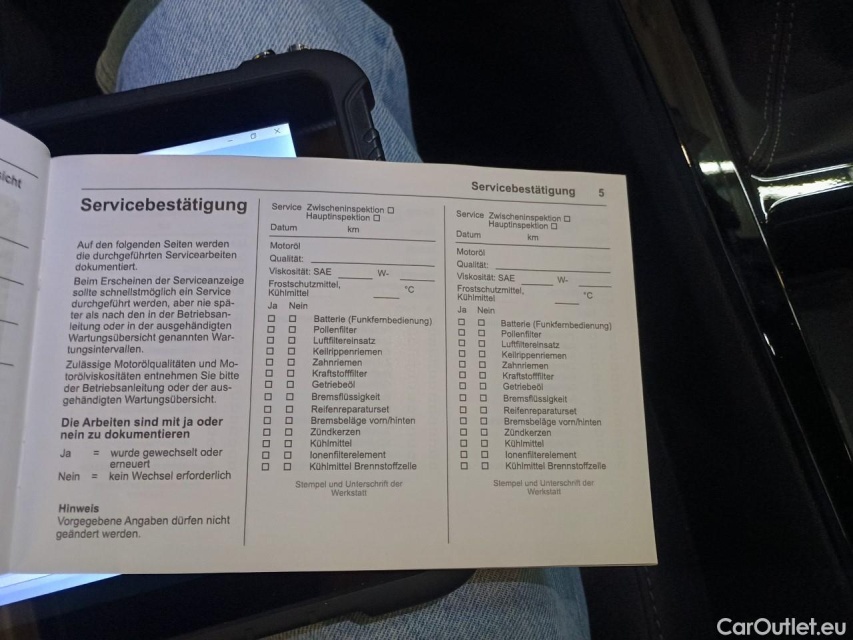 icht
Servicebestätigung 5
Servicebestätigung
Auf den folgenden Seiten werden
die durchgeführten Servicearbeiten
dokumentiert.
Beim Erscheinen der Serviceanzeige
sollte schnellstmöglich ein Service
durchgeführt werden, aber nie spä-
ter als nach den in der Betriebsan-
leitung oder in der ausgehändigten
Wartungsübersicht genannten War-
tungsintervallen.
Zulässige Motorölqualitäten und Mo-
torölviskositäten entnehmen Sie bitte
der Betriebsanleitung oder der aus-
gehändigten Wartungsübersicht.
Die Arbeiten sind mit ja oder
nein zu dokumentieren
Ja = wurde gewechselt oder
erneuert
Nein = kein Wechsel erforderlich
Hinweis
Vorgegebene Angaben dürfen nicht
geändert werden.
Service Zwischeninspektion
Hauptinspektion
Datum km
Motoröl
Qualität:
Viskosität: SAE W-
Frostschutzmittel,
Kühlmittel °C
Ja Nein
Batterie (Funkfernbedienung)
Pollenfilter
Luftfiltereinsatz
Keilrippenriemen
Zahnriemen
Kraftstofffilter
Getriebeöl
Bremsflüssigkeit
Reifenreparaturset
Bremsbeläge vorn/hinten
Zündkerzen
Kühlmittel
Ionenfilterelement
Kühlmittel Brennstoffzelle
Stempel und Unterschrift der
Werkstatt
Service Zwischeninspektion
Hauptinspektion
Datum km
Motoröl
Qualität:
Viskosität: SAE W-
Frostschutzmittel,
Kühlmittel °C
Ja Nein
Batterie (Funkfernbedienung)
Pollenfilter
Luftfiltereinsatz
Keilrippenriemen
Zahnriemen
Kraftstofffilter
Getriebeöl
Bremsflüssigkeit
Reifenreparaturset
Bremsbeläge vorn/hinten
Zündkerzen
Kühlmittel
Ionenfilterelement
Kühlmittel Brennstoffzelle
Stempel und Unterschrift der
Werkstatt
CarOutlet.eu